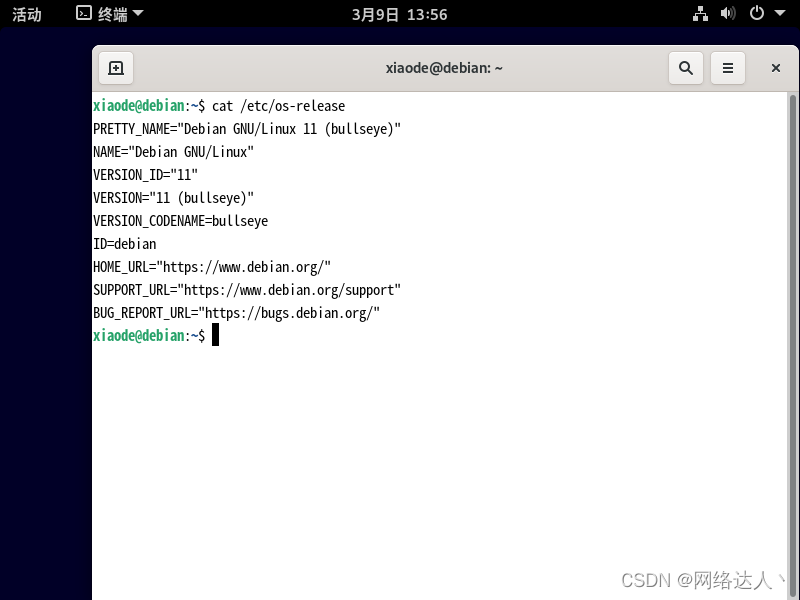 活动 终端 3月9日 13:56
xiaode@debian: ~
xiaode@debian:~$ cat /etc/os-release
PRETTY_NAME="Debian GNU/Linux 11 (bullseye)"
NAME="Debian GNU/Linux"
VERSION_ID="11"
VERSION="11 (bullseye)"
VERSION_CODENAME=bullseye
ID=debian
HOME_URL="https://www.debian.org/"
SUPPORT_URL="https://www.debian.org/support"
BUG_REPORT_URL="https://bugs.debian.org/"
xiaode@debian:~$
CSDN @网络达人丶